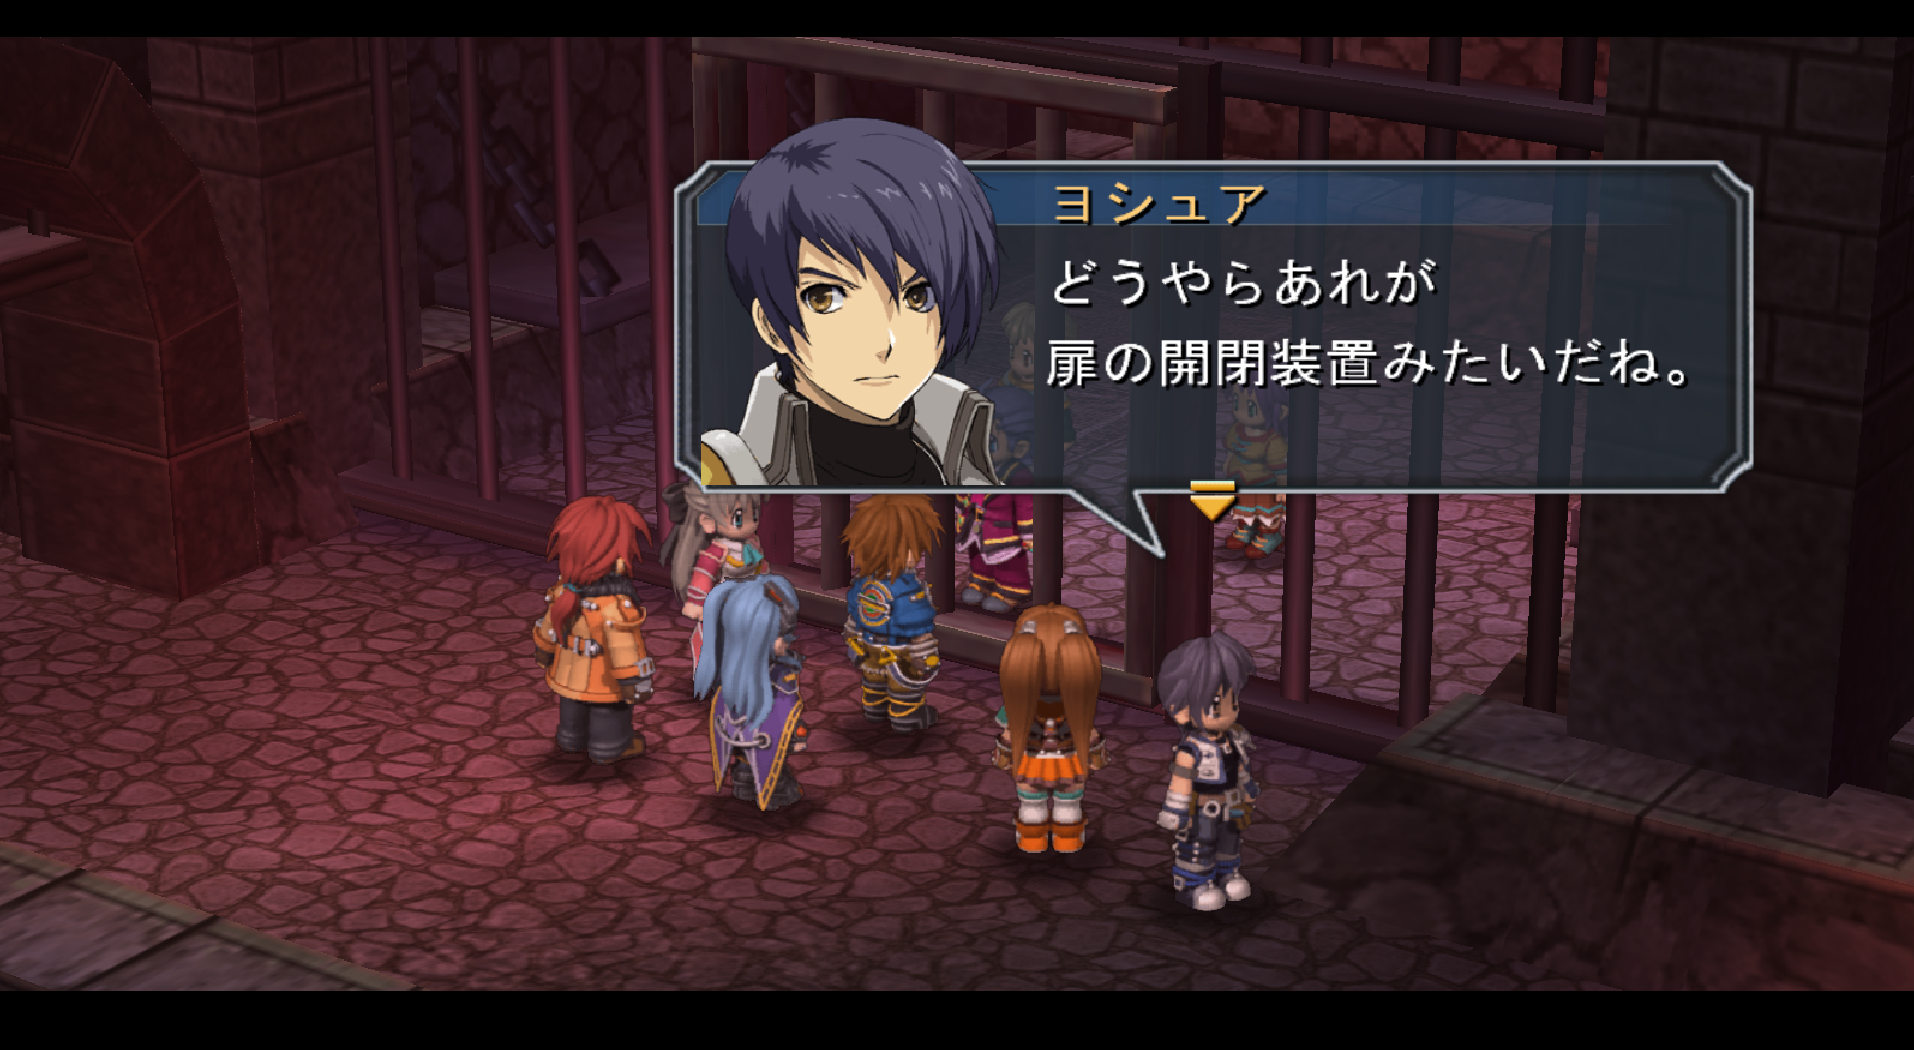 ヨシュア
どうやらあれが
扉の開閉装置みたいだね。